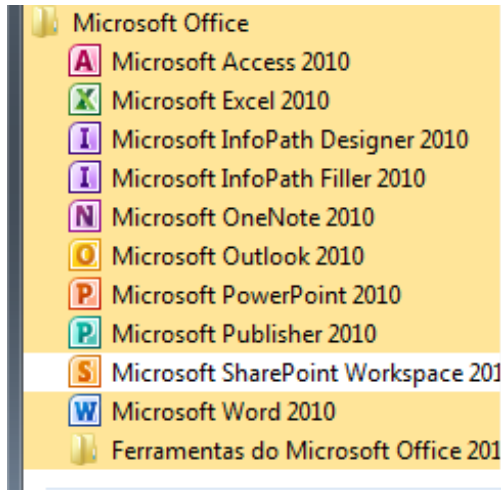 Microsoft Office
Microsoft Access 2010
Microsoft Excel 2010
Microsoft InfoPath Designer 2010
Microsoft InfoPath Filler 2010
Microsoft OneNote 2010
Microsoft Outlook 2010
Microsoft PowerPoint 2010
Microsoft Publisher 2010
Microsoft SharePoint Workspace 201
Microsoft Word 2010
Ferramentas do Microsoft Office 201